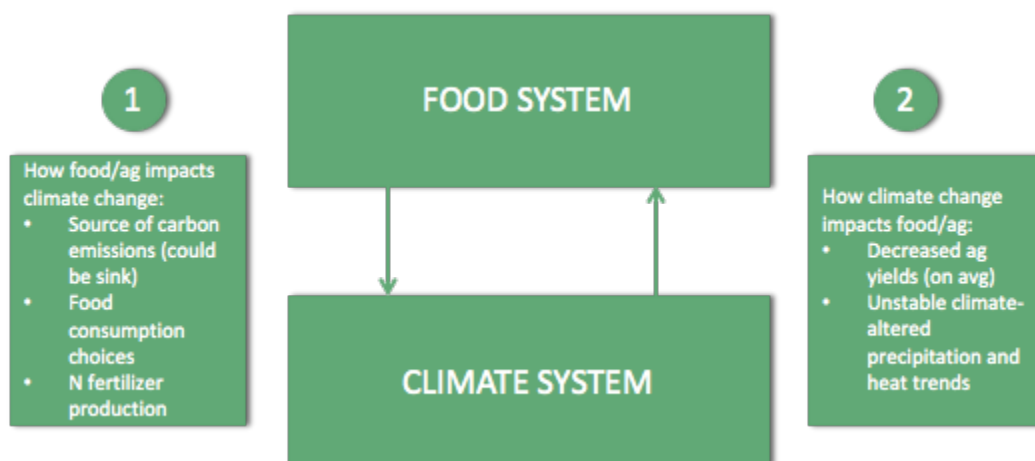 1
FOOD SYSTEM
2
How food/ag impacts
climate change:
• Source of carbon
emissions (could
be sink)
• Food
consumption
choices
• N fertilizer
production
How climate change
impacts food/ag:
• Decreased ag
yields (on avg)
• Unstable climate-
altered
precipitation and
heat trends
CLIMATE SYSTEM